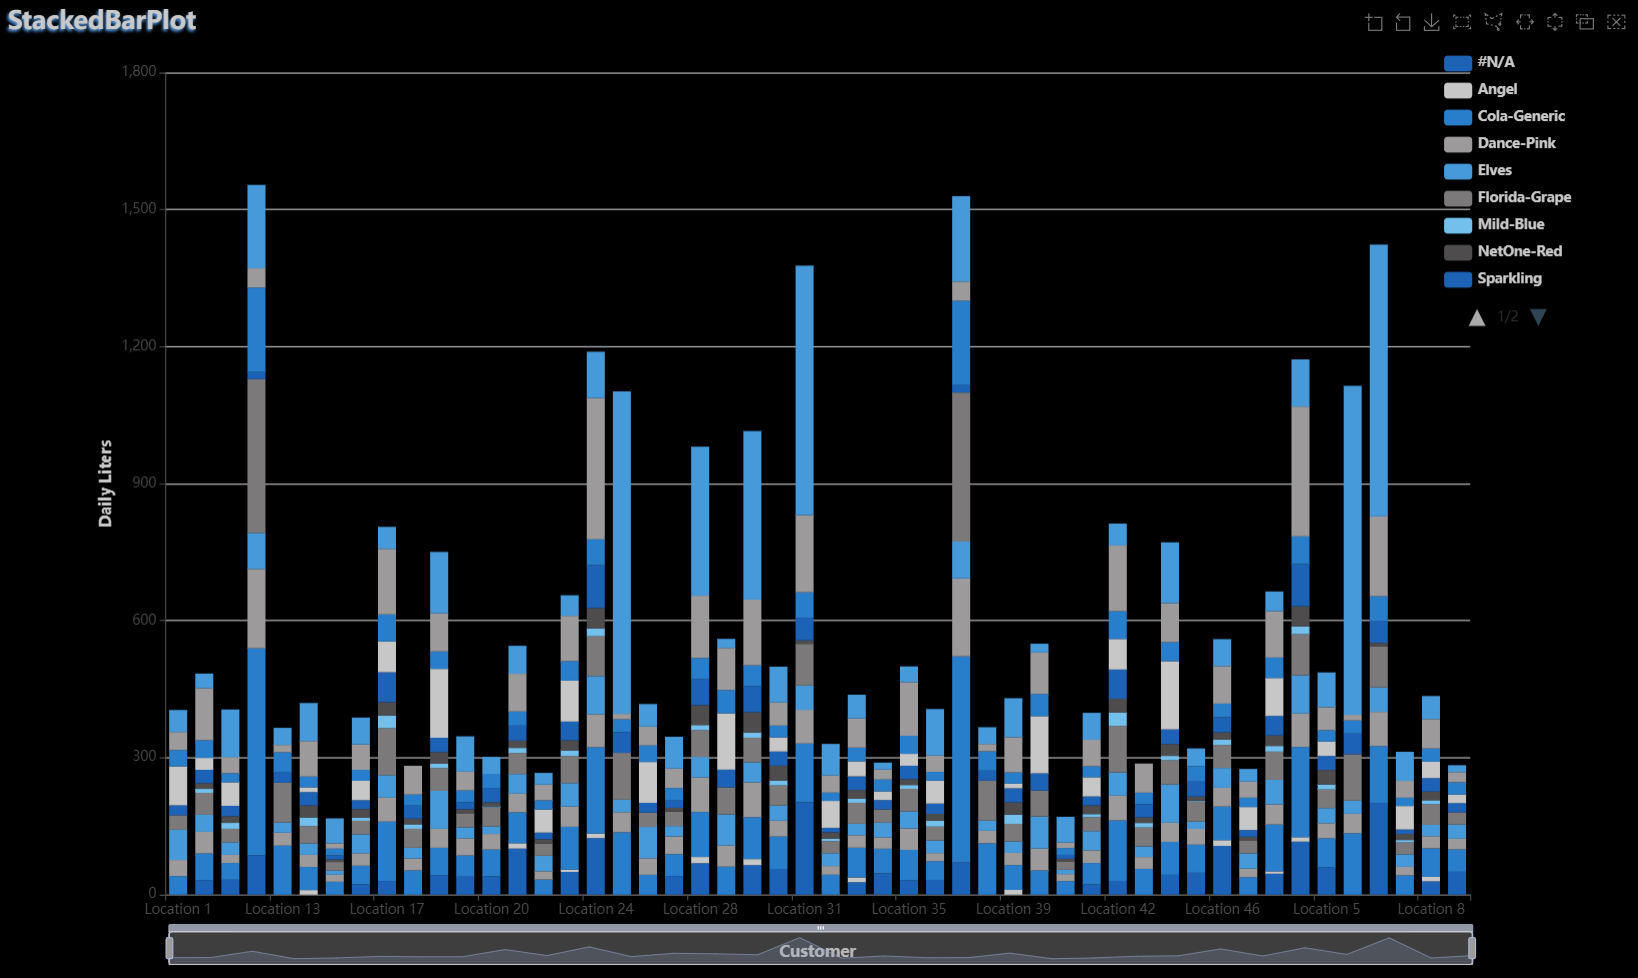 StackedBarPlot
#N/A
Angel
Cola-Generic
Dance-Pink
Elves
Florida-Grape
Mild-Blue
NetOne-Red
Sparkling
1/2
1,800
1,500
1,200
900
600
300
0
Daily Liters
Location 1 Location 13 Location 17 Location 20 Location 24 Location 28 Location 31 Location 35 Location 39 Location 42 Location 46 Location 5 Location 8
Customer